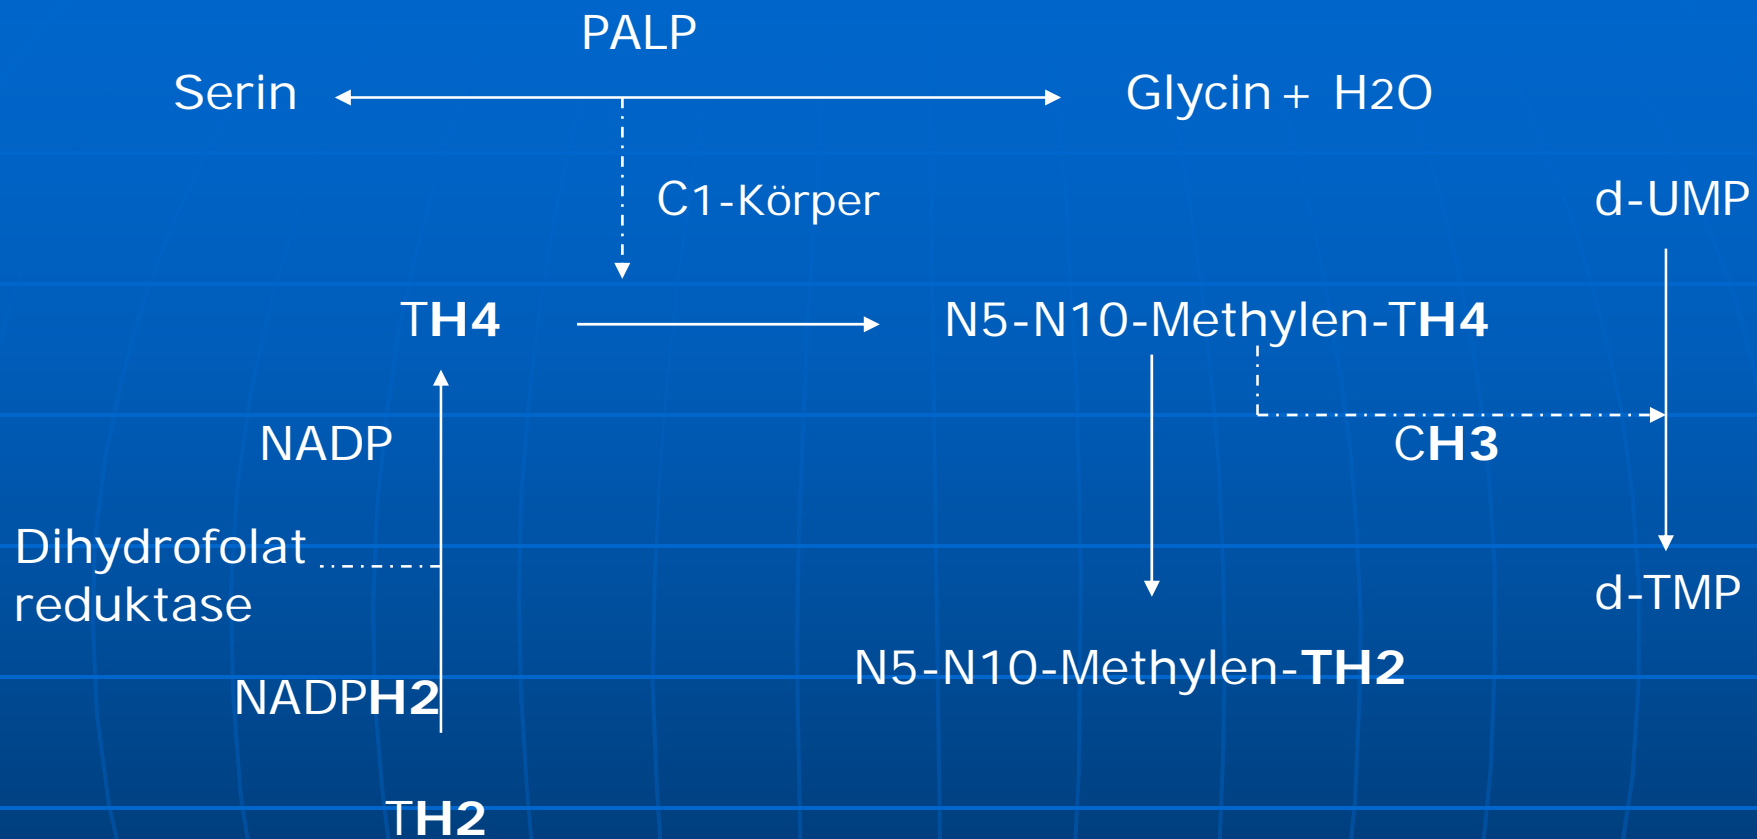 PALP
Serin
Glycin + H2O
C1-Körper
d-UMP
TH4
N5-N10-Methylen-TH4
NADP
CH3
Dihydrofolat
reduktase
d-TMP
N5-N10-Methylen-TH2
NADPH2
TH2